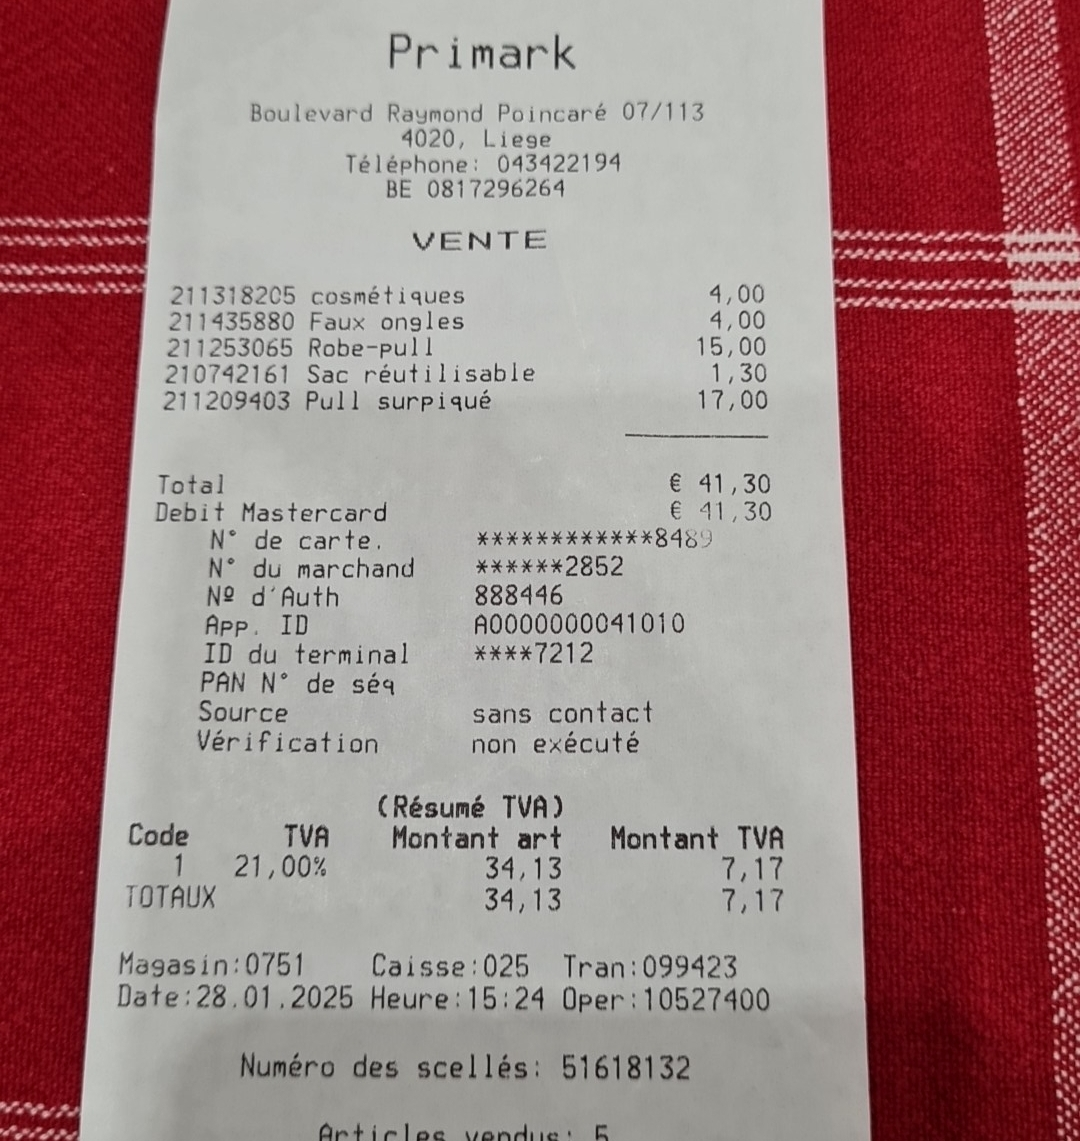 Primark
Boulevard Raymond Poincaré 07/113
4020, Liege
Téléphone: 043422194
BE 0817296264
VENTE
211318205 cosmétiques 4,00
211435880 Faux ongles 4,00
211253065 Robe-pull 15,00
210742161 Sac réutilisable 1,30
211209403 Pull surpiqué 17,00
Total € 41,30
Debit Mastercard € 41,30
N° de carte. ************8489
N° du marchand ******2852
Nº d'Auth 888446
App. ID A0000000041010
ID du terminal ****7212
PAN N° de séq
Source sans contact
Vérification non exécuté
(Résumé TVA)
Code TVA Montant art Montant TVA
1 21,00% 34,13 7,17
TOTAUX 34,13 7,17
Magasin:0751 Caisse:025 Tran:099423
Date:28.01.2025 Heure:15:24 Oper:10527400
Numéro des scellés: 51618132
Articles vendus: 5